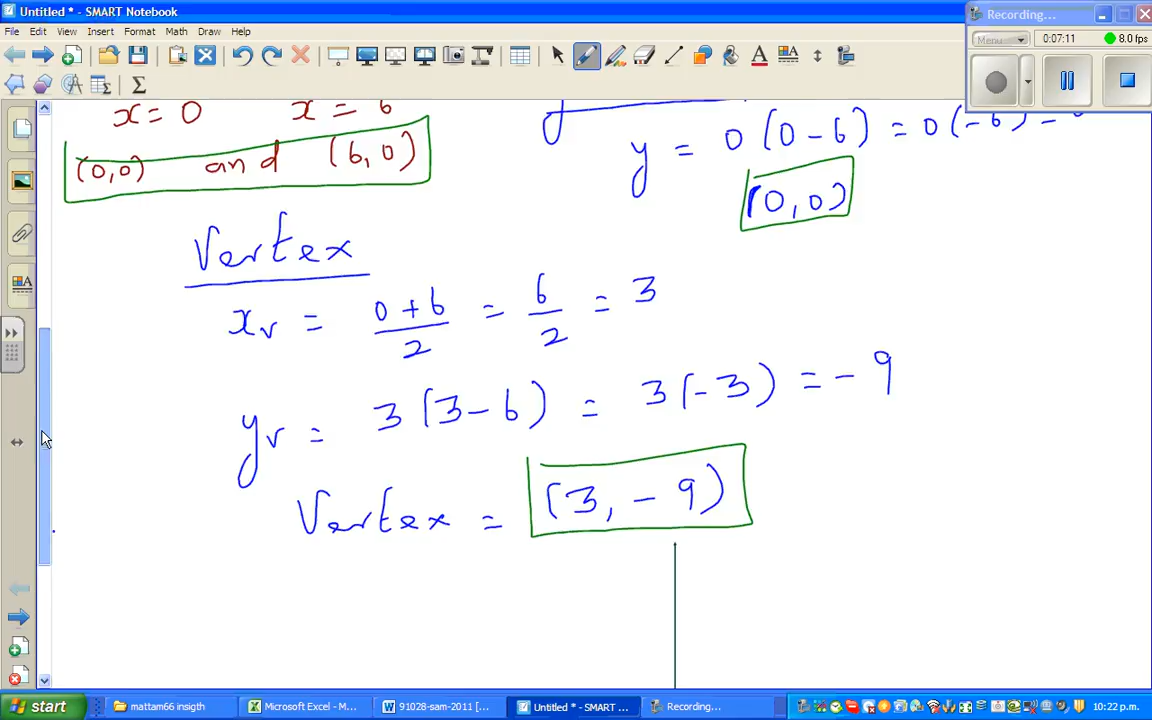 Untitled * - SMART Notebook
Recording...
File Edit View Insert Format Math Draw Help
Menu
0:07:11
8.0 fps
x = 0 x = 6
(0,0) and (6,0)
y = 0 (0 - 6) = 0 (- 6) =
(0, 0)
Vertex
xv = 0 + 6 / 2 = 6 / 2 = 3
yv = 3 (3 - 6) = 3 (- 3) = - 9
Vertex = (3, - 9)
start
mattam66 insigth
Microsoft Excel - M...
91028-sam-2011 [...
Untitled * - SMART ...
Recording...
10:22 p.m.